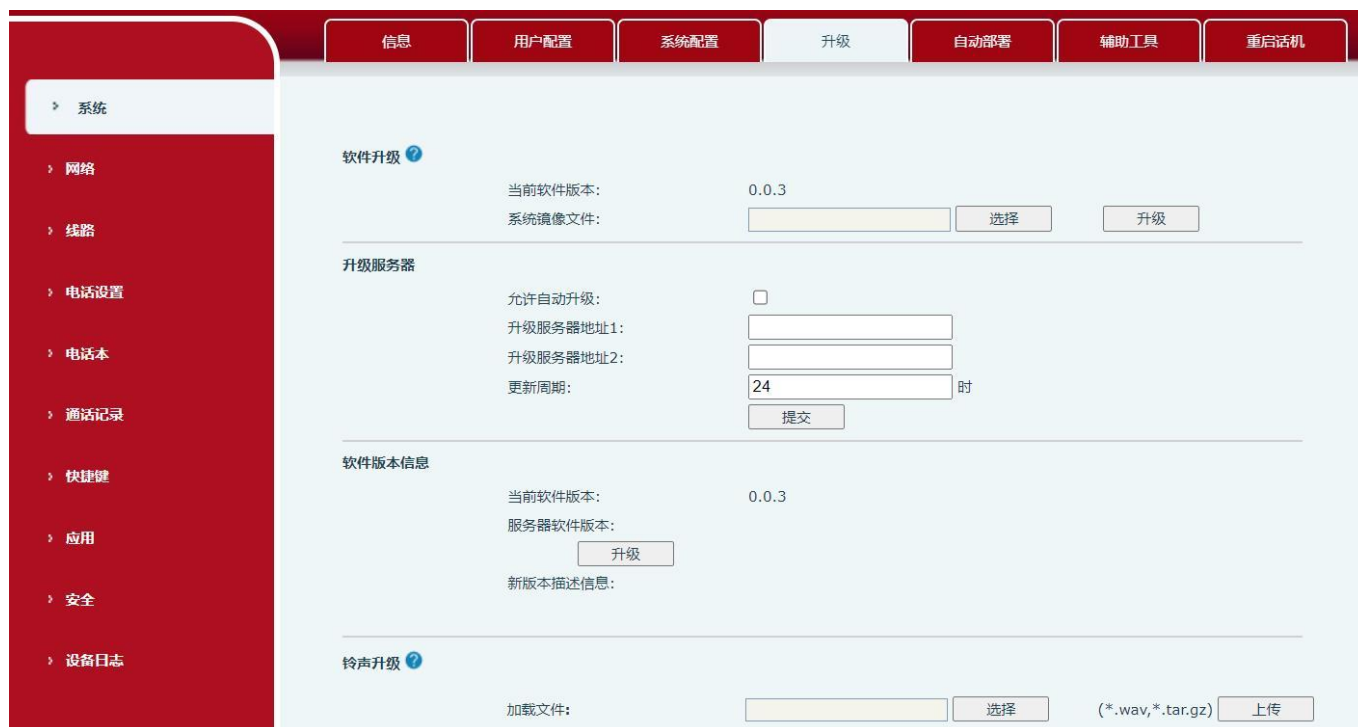 信息 用户配置 系统配置 升级 自动部署 辅助工具 重启话机
系统
网络
线路
电话设置
电话本
通话记录
快捷键
应用
安全
设备日志
软件升级
当前软件版本: 0.0.3
系统镜像文件: 选择 升级
升级服务器
允许自动升级:
升级服务器地址1:
升级服务器地址2:
更新周期: 24 时
提交
软件版本信息
当前软件版本: 0.0.3
服务器软件版本:
升级
新版本描述信息:
铃声升级
加载文件: 选择 (*.wav,*.tar.gz) 上传